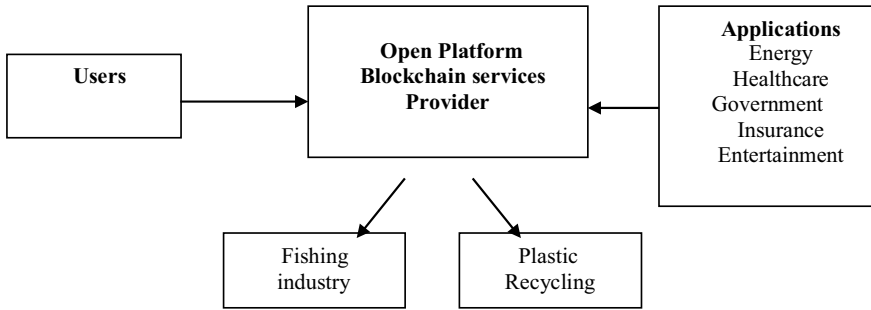 Users
Open Platform
Blockchain services
Provider
Applications
Energy
Healthcare
Government
Insurance
Entertainment
Fishing
industry
Plastic
Recycling